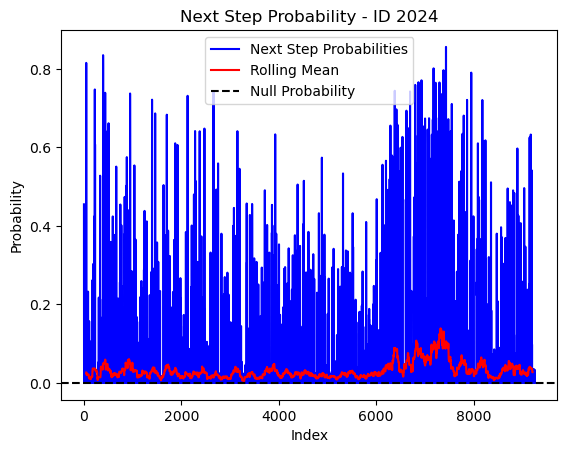 Next Step Probability - ID 2024
Next Step Probabilities
Rolling Mean
Null Probability
Probability
0.8
0.6
0.4
0.2
0.0
0
2000
4000
6000
8000
Index